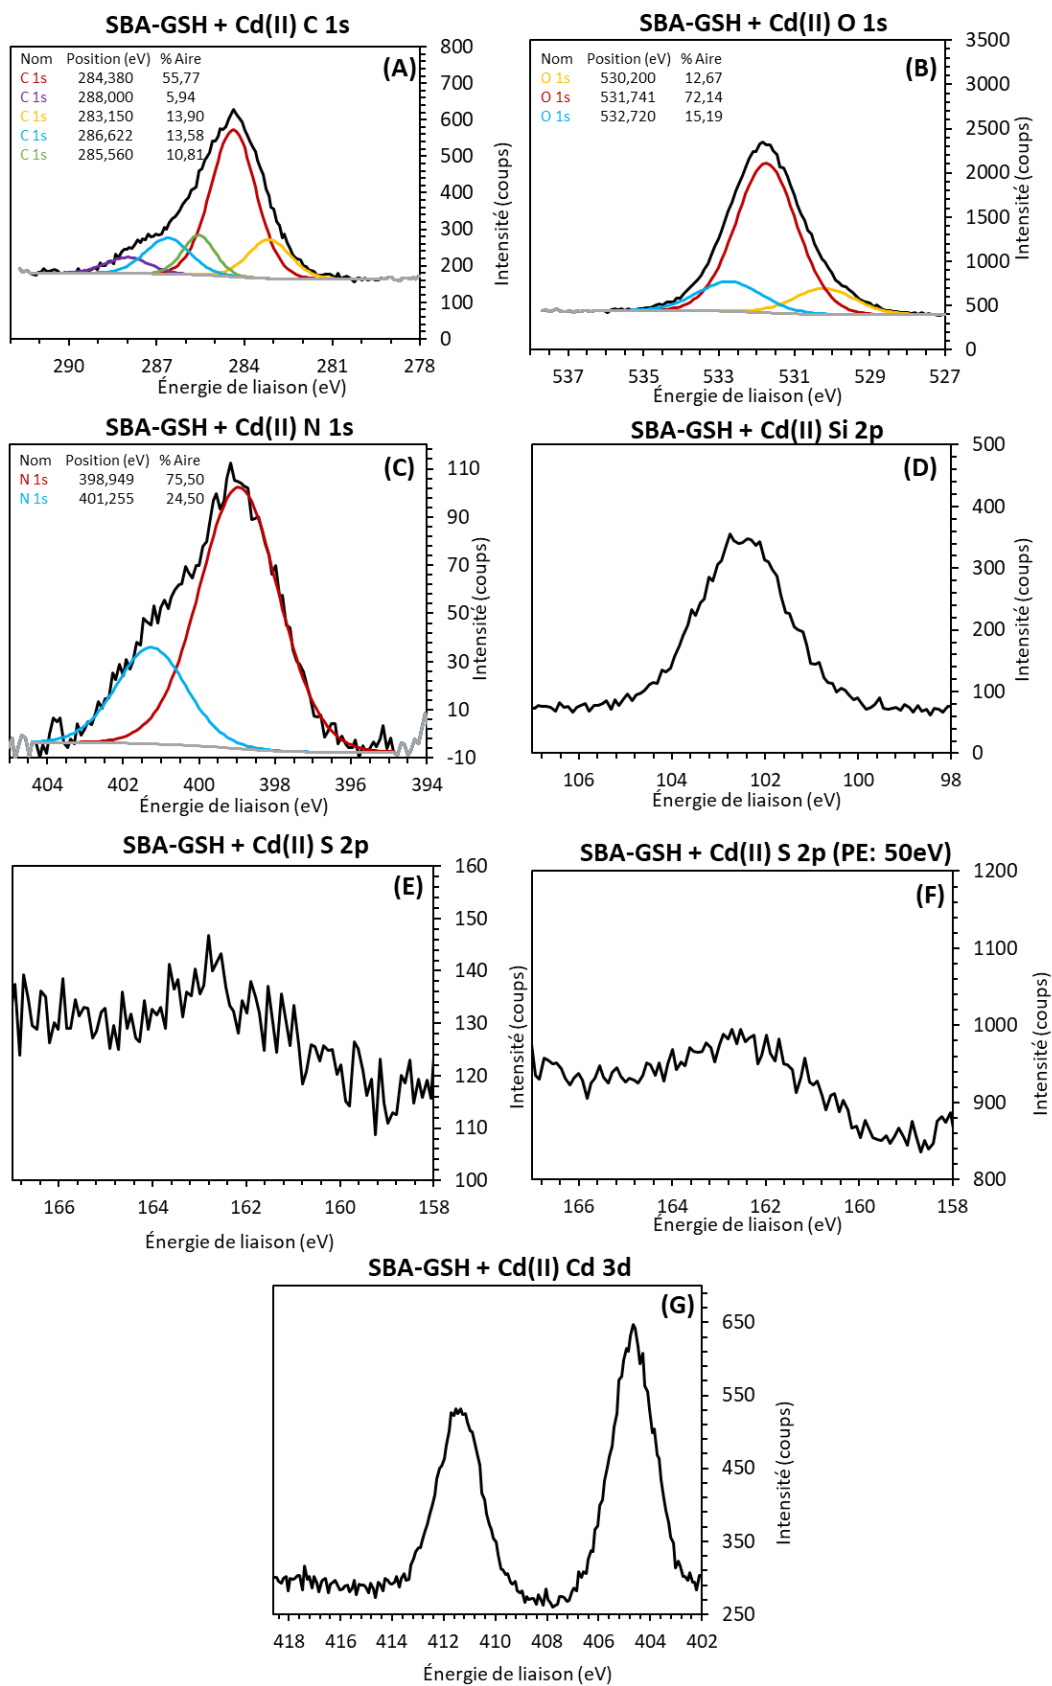 SBA-GSH + Cd(II) C 1s
(A)
Nom Position (eV) % Aire
C 1s 284,380 55,77
C 1s 288,000 5,94
C 1s 283,150 13,90
C 1s 286,622 13,58
C 1s 285,560 10,81
800
700
600
500
400
300
200
100
0
Intensité (coups)
290 287 284 281 278
Énergie de liaison (eV)
SBA-GSH + Cd(II) O 1s
(B)
Nom Position (eV) % Aire
O 1s 530,200 12,67
O 1s 531,741 72,14
O 1s 532,720 15,19
3500
3000
2500
2000
1500
1000
500
0
Intensité (coups)
537 535 533 531 529 527
Énergie de liaison (eV)
SBA-GSH + Cd(II) N 1s
(C)
Nom Position (eV) % Aire
N 1s 398,949 75,50
N 1s 401,255 24,50
110
90
70
50
30
10
-10
Intensité (coups)
404 402 400 398 396 394
Énergie de liaison (eV)
SBA-GSH + Cd(II) Si 2p
(D)
500
400
300
200
100
0
Intensité (coups)
106 104 102 100 98
Énergie de liaison (eV)
SBA-GSH + Cd(II) S 2p
(E)
160
150
140
130
120
110
100
Intensité (coups)
166 164 162 160 158
Énergie de liaison (eV)
SBA-GSH + Cd(II) S 2p (PE: 50eV)
(F)
1200
1100
1000
900
800
Intensité (coups)
166 164 162 160 158
Énergie de liaison (eV)
SBA-GSH + Cd(II) Cd 3d
(G)
650
550
450
350
250
Intensité (coups)
418 416 414 412 410 408 406 404 402
Énergie de liaison (eV)